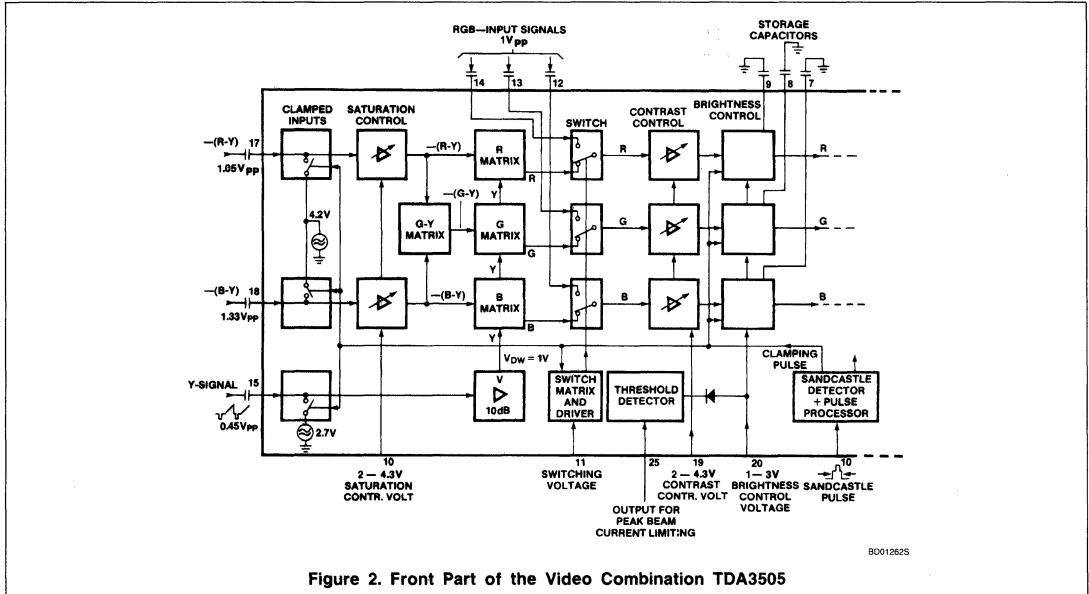 RGB—INPUT SIGNALS
1VPP
STORAGE
CAPACITORS
14
13
12
9
8
7
CLAMPED
INPUTS
SATURATION
CONTROL
SWITCH
CONTRAST
CONTROL
BRIGHTNESS
CONTROL
—(R-Y)
17
1.05VPP
—(R-Y)
R
MATRIX
R
R
R
Y
—(G-Y)
4.2V
G-Y
MATRIX
G
MATRIX
G
G
G
Y
—(B-Y)
18
1.33VPP
—(B-Y)
B
MATRIX
B
B
B
Y
VDW = 1V
CLAMPING
PULSE
Y-SIGNAL
15
0.45VPP
2.7V
V
10dB
SWITCH
MATRIX
AND
DRIVER
THRESHOLD
DETECTOR
SANDCASTLE
DETECTOR
+ PULSE
PROCESSOR
10
2 — 4.3V
SATURATION
CONTR. VOLT
11
SWITCHING
VOLTAGE
25
OUTPUT FOR
PEAK BEAM
CURRENT LIMITING
19
2 — 4.3V
CONTRAST
CONTR. VOLT
20
1 — 3V
BRIGHTNESS
CONTROL
VOLTAGE
10
SANDCASTLE
PULSE
BD01262S
Figure 2. Front Part of the Video Combination TDA3505